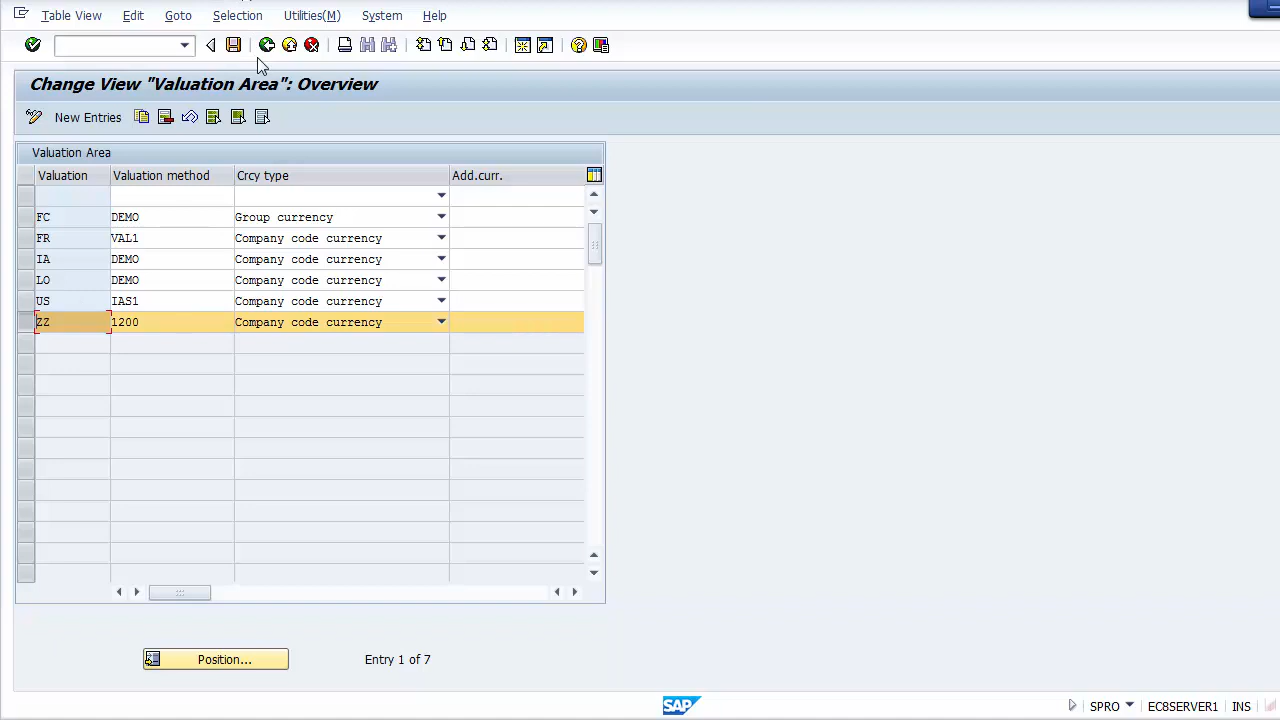 Table View Edit Goto Selection Utilities(M) System Help
Change View "Valuation Area": Overview
New Entries
Valuation Area
Valuation Valuation method Crcy type Add.curr.
FC DEMO Group currency
FR VAL1 Company code currency
IA DEMO Company code currency
LO DEMO Company code currency
US IAS1 Company code currency
ZZ 1200 Company code currency
Position... Entry 1 of 7
SAP SPRO EC8SERVER1 INS